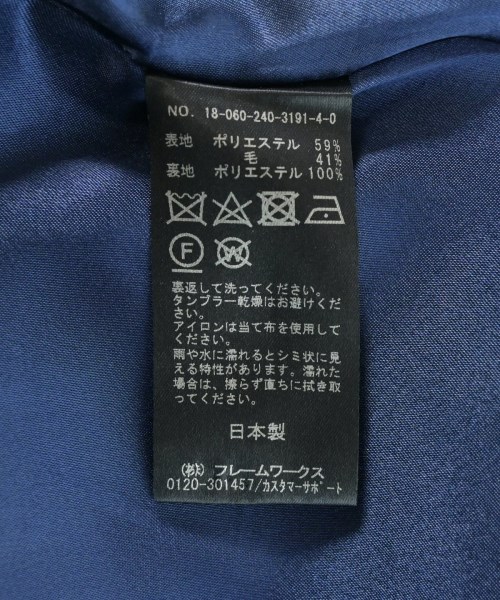 NO. 18-060-240-3191-4-0
表地 ポリエステル 59%
毛 41%
裏地 ポリエステル 100%
F W
裏返して洗ってください。
タンブラー乾燥はお避けくだ
さい。
アイロンは当て布を使用して
ください。
雨や水に濡れるとシミ状に見
える特性があります。濡れた
場合は、擦らず直ちに拭き取
ってください。
日本製
(株)フレームワークス
0120-301457/カスタマーサポート